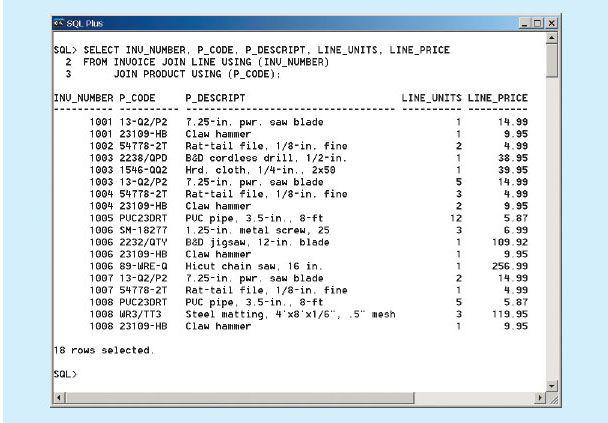 SQL Plus
SQL> SELECT INV_NUMBER, P_CODE, P_DESCRIPT, LINE_UNITS, LINE_PRICE
2 FROM INVOICE JOIN LINE USING (INV_NUMBER)
3 JOIN PRODUCT USING (P_CODE);
INV_NUMBER P_CODE P_DESCRIPT LINE_UNITS LINE_PRICE
---------- ---------- ----------------------------------- ---------- ----------
1001 13-Q2/P2 7.25-in. pwr. saw blade 1 14.99
1001 23109-HB Claw hammer 1 9.95
1002 54778-2T Rat-tail file, 1/8-in. fine 2 4.99
1003 2238/QPD B&D cordless drill, 1/2-in. 1 38.95
1003 1546-QQ2 Hrd. cloth, 1/4-in., 2x50 1 39.95
1003 13-Q2/P2 7.25-in. pwr. saw blade 5 14.99
1004 54778-2T Rat-tail file, 1/8-in. fine 3 4.99
1004 23109-HB Claw hammer 2 9.95
1005 PVC23DRT PVC pipe, 3.5-in., 8-ft 12 5.87
1006 SM-18277 1.25-in. metal screw, 25 3 6.99
1006 2232/QTY B&D jigsaw, 12-in. blade 1 109.92
1006 23109-HB Claw hammer 1 9.95
1006 89-WRE-Q Hicut chain saw, 16 in. 1 256.99
1007 13-Q2/P2 7.25-in. pwr. saw blade 2 14.99
1007 54778-2T Rat-tail file, 1/8-in. fine 1 4.99
1008 PVC23DRT PVC pipe, 3.5-in., 8-ft 5 5.87
1008 WR3/TT3 Steel matting, 4'x8'x1/6", .5" mesh 3 119.95
1008 23109-HB Claw hammer 1 9.95
18 rows selected.
SQL>